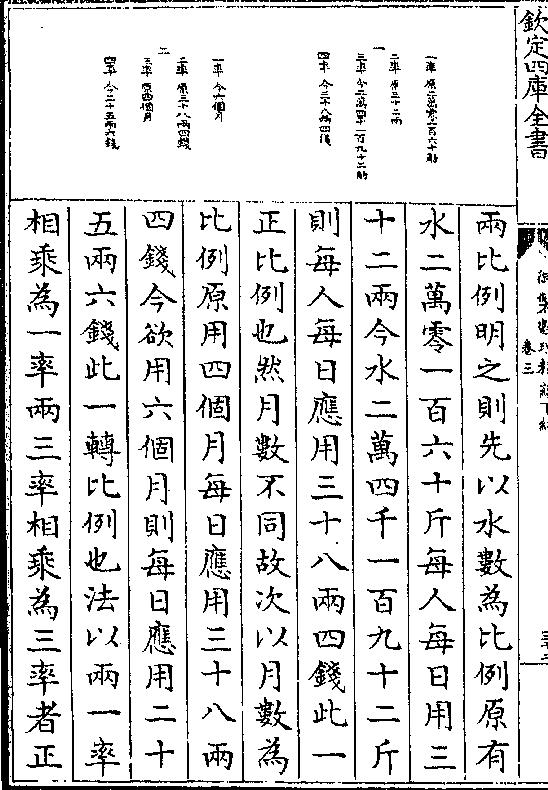 欽定四庫全書
御製數理精蘊下編
卷三
一
一率 原二萬零一百六十觔
二率 原三十二兩
三率 今二萬四千一百九十二觔
四率 今三十八兩四錢
二
一率 今六個月
二率 原三十八兩四錢
三率 原四個月
四率 今二十五兩六錢
兩比例明之則先以水數為比例原有
水二萬零一百六十斤每人每日用三
十二兩今水二萬四千一百九十二斤
則每人每日應用三十八兩四錢此一
正比例也然月數不同故次以月數為
比例原用四個月每日應用三十八兩
四錢今欲用六個月則每日應用二十
五兩六錢此一轉比例也法以兩一率
相乘為一率兩三率相乘為三率者正